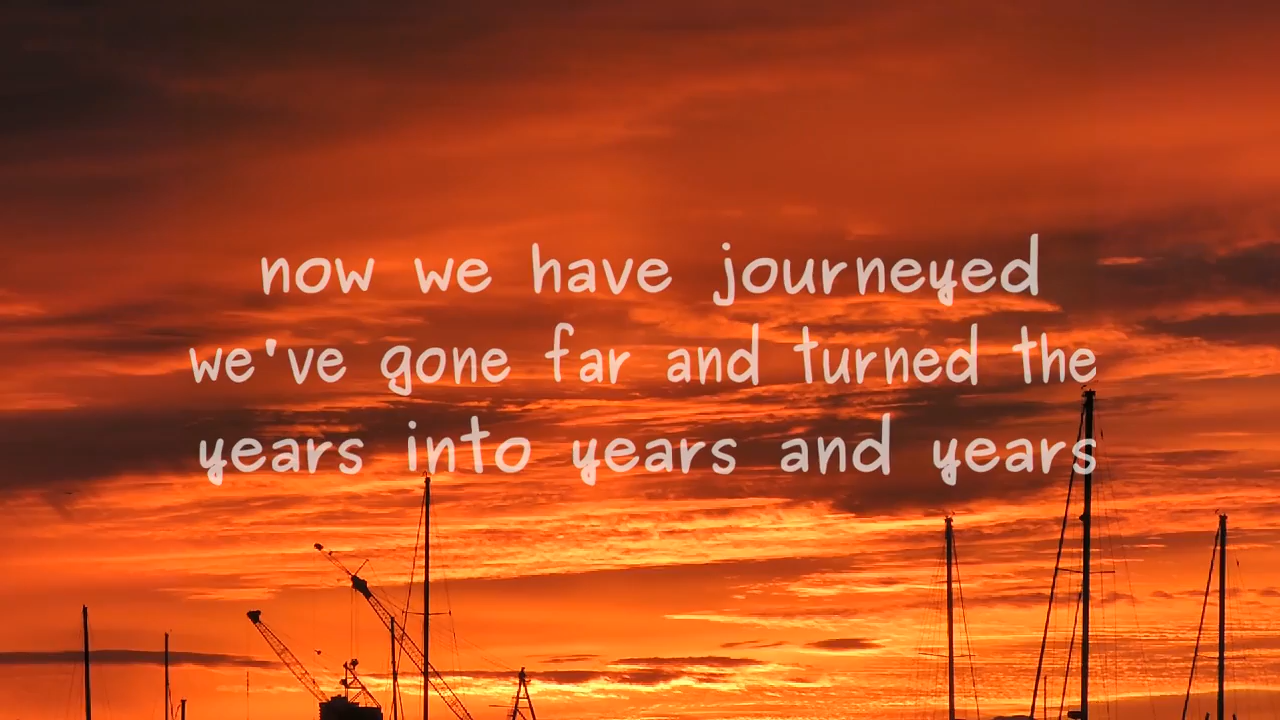 now we have journeyed
we've gone far and turned the
years into years and years